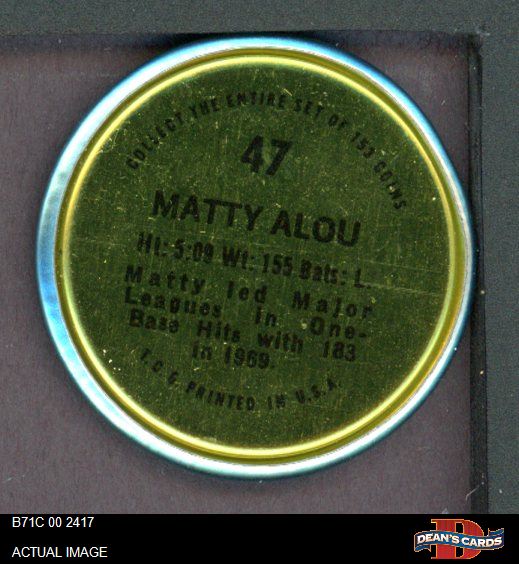 COLLECT THE ENTIRE SET OF 153 COINS
47
MATTY ALOU
Ht: 5:09 Wt: 155 Bats: L.
Matty led Major
Leagues in One-
Base Hits with 183
in 1969.
T.C.G. PRINTED IN U.S.A.
B71C 00 2417
ACTUAL IMAGE
D
DEAN'S CARDS